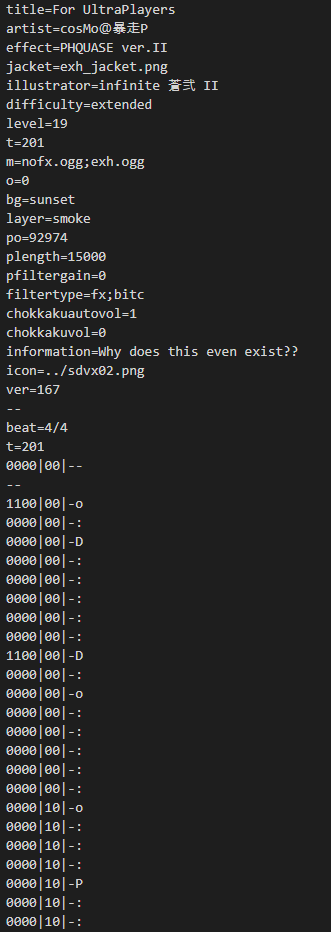 title=For UltraPlayers
artist=cosMo＠暴走P
effect=PHQUASE ver.II
jacket=exh_jacket.png
illustrator=infinite 蒼弐 II
difficulty=extended
level=19
t=201
m=nofx.ogg;exh.ogg
o=0
bg=sunset
layer=smoke
po=92974
plength=15000
pfiltergain=0
filtertype=fx;bitc
chokkakuautovol=1
chokkakuvol=0
information=Why does this even exist??
icon=../sdvx02.png
ver=167
--
beat=4/4
t=201
0000|00|--
--
1100|00|-o
0000|00|-:
0000|00|-D
0000|00|-:
0000|00|-:
0000|00|-:
0000|00|-:
0000|00|-:
1100|00|-D
0000|00|-:
0000|00|-o
0000|00|-:
0000|00|-:
0000|00|-:
0000|00|-:
0000|00|-:
0000|10|-o
0000|10|-:
0000|10|-:
0000|10|-:
0000|10|-P
0000|10|-:
0000|10|-: